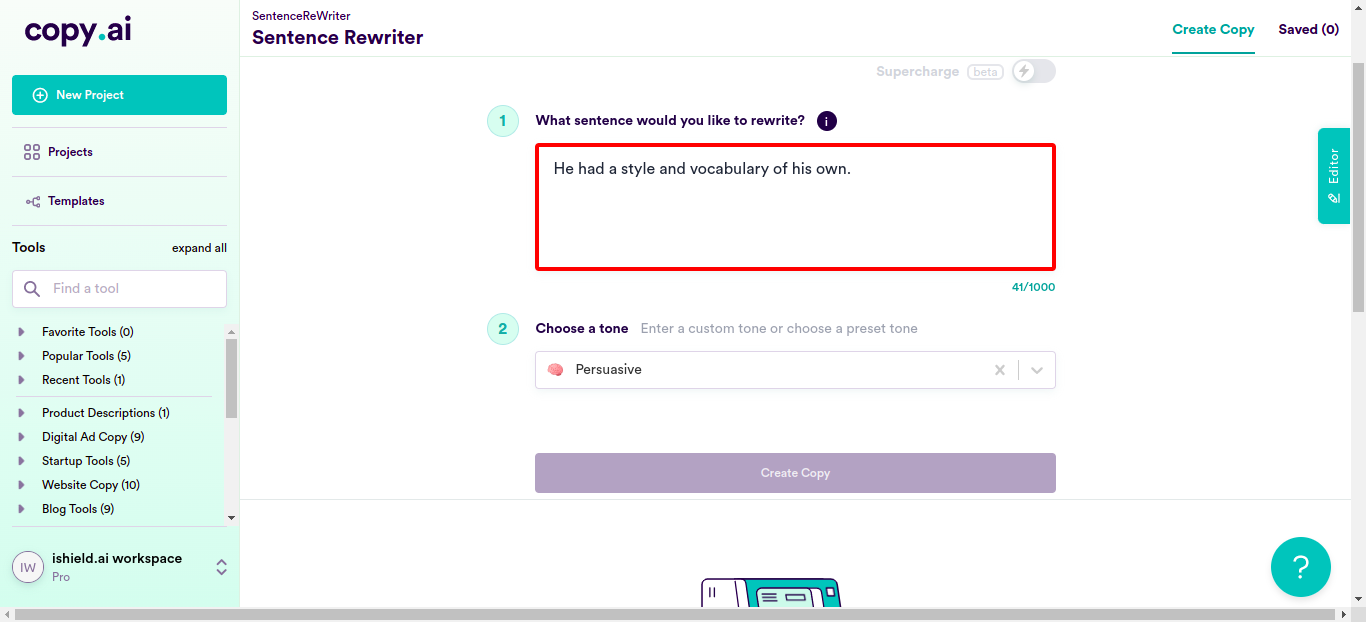 copy.ai
New Project
Projects
Templates
Tools expand all
Find a tool
Favorite Tools (0)
Popular Tools (5)
Recent Tools (1)
Product Descriptions (1)
Digital Ad Copy (9)
Startup Tools (5)
Website Copy (10)
Blog Tools (9)
IW ishield.ai workspace
Pro
SentenceReWriter
Sentence Rewriter
Create Copy Saved (0)
Supercharge beta
1 What sentence would you like to rewrite? i
He had a style and vocabulary of his own.
41/1000
2 Choose a tone Enter a custom tone or choose a preset tone
Persuasive
Create Copy
Editor
?